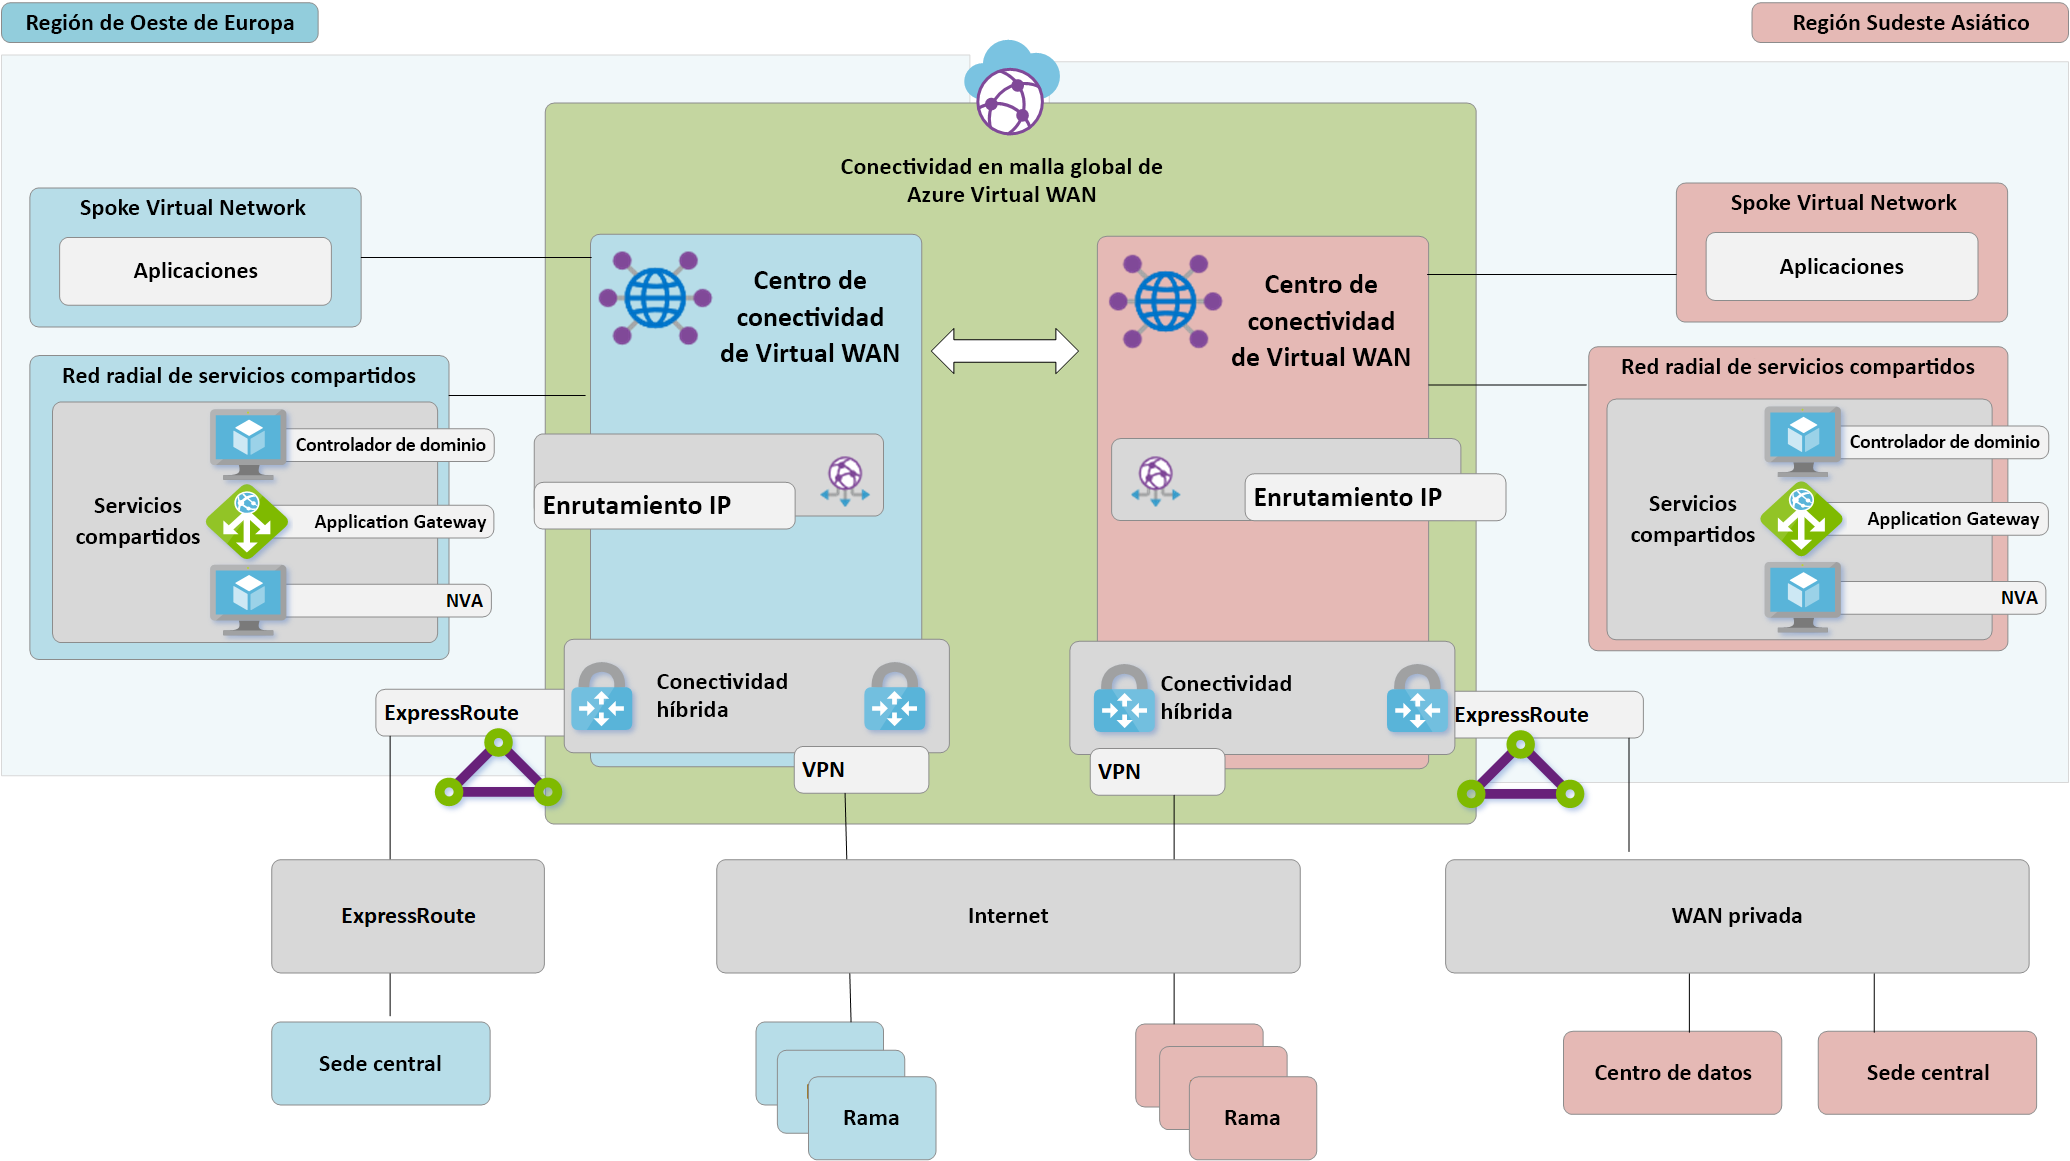 Región de Oeste de Europa
Región Sudeste Asiático
Conectividad en malla global de
Azure Virtual WAN
Spoke Virtual Network
Aplicaciones
Red radial de servicios compartidos
Controlador de dominio
Servicios
compartidos
Application Gateway
NVA
Centro de
conectividad
de Virtual WAN
Enrutamiento IP
Conectividad
híbrida
ExpressRoute
VPN
Centro de
conectividad
de Virtual WAN
Enrutamiento IP
Conectividad
híbrida
ExpressRoute
VPN
Spoke Virtual Network
Aplicaciones
Red radial de servicios compartidos
Controlador de dominio
Servicios
compartidos
Application Gateway
NVA
ExpressRoute
Internet
WAN privada
Sede central
Rama
Rama
Centro de datos
Sede central